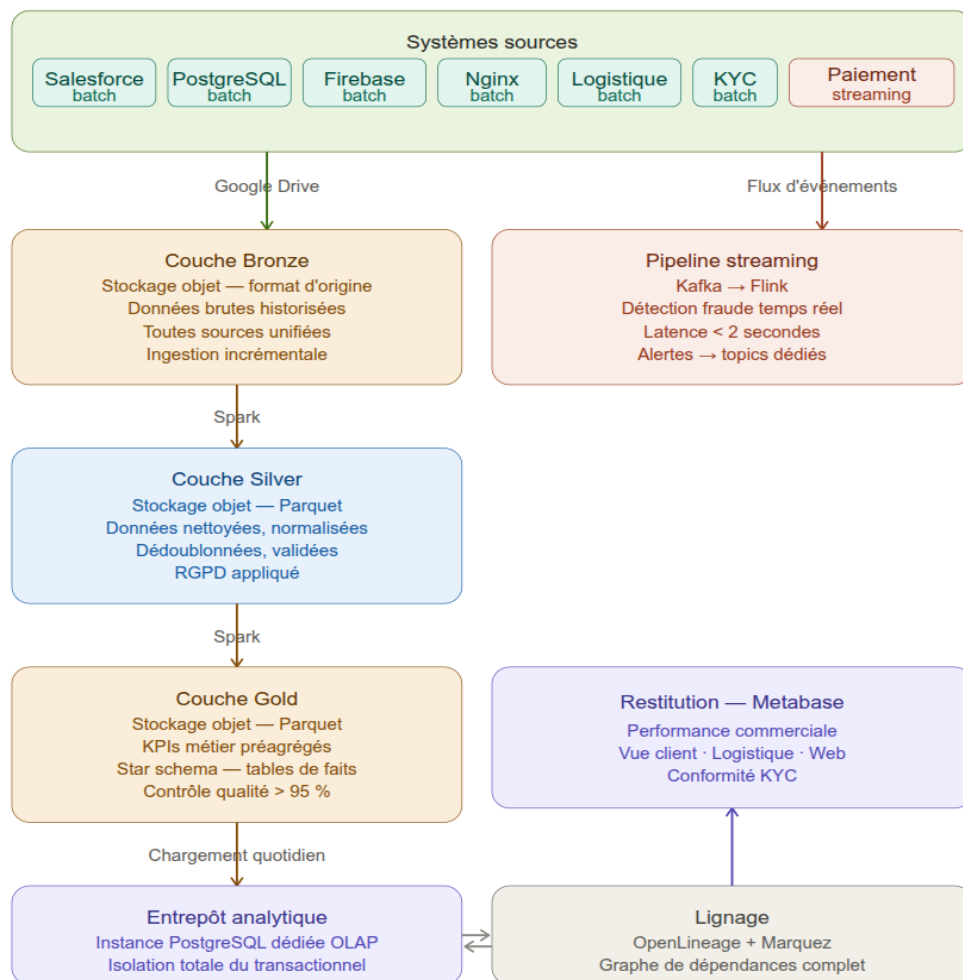 Systèmes sources
Salesforce
batch
PostgreSQL
batch
Firebase
batch
Nginx
batch
Logistique
batch
KYC
batch
Paiement
streaming
Google Drive
Flux d'événements
Couche Bronze
Stockage objet — format d'origine
Données brutes historisées
Toutes sources unifiées
Ingestion incrémentale
Pipeline streaming
Kafka → Flink
Détection fraude temps réel
Latence < 2 secondes
Alertes → topics dédiés
Spark
Couche Silver
Stockage objet — Parquet
Données nettoyées, normalisées
Dédoublonnées, validées
RGPD appliqué
Spark
Couche Gold
Stockage objet — Parquet
KPIs métier préagrégés
Star schema — tables de faits
Contrôle qualité > 95 %
Restitution — Metabase
Performance commerciale
Vue client · Logistique · Web
Conformité KYC
Chargement quotidien
Entrepôt analytique
Instance PostgreSQL dédiée OLAP
Isolation totale du transactionnel
Lignage
OpenLineage + Marquez
Graphe de dépendances complet